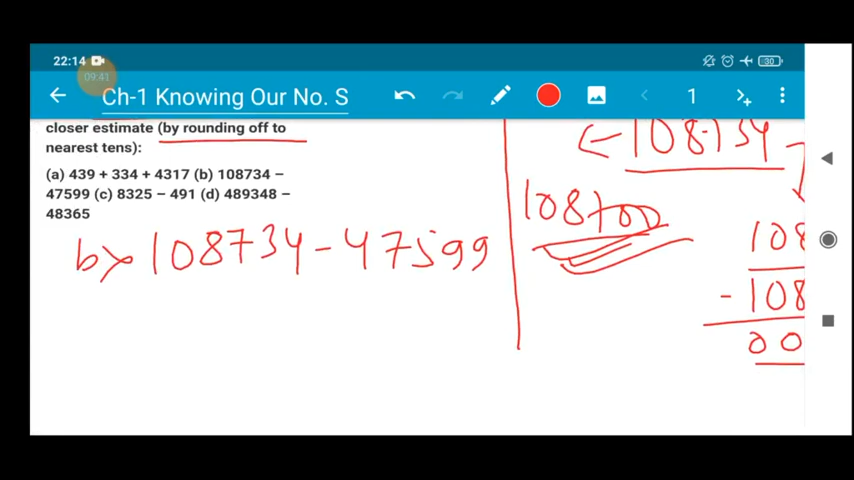 22:14
30
09:41
Ch-1 Knowing Our No. S
1
closer estimate (by rounding off to
nearest tens):
(a) 439 + 334 + 4317 (b) 108734 –
47599 (c) 8325 – 491 (d) 489348 –
48365
b> 108734 - 47599
108734
108700
108
- 108
00